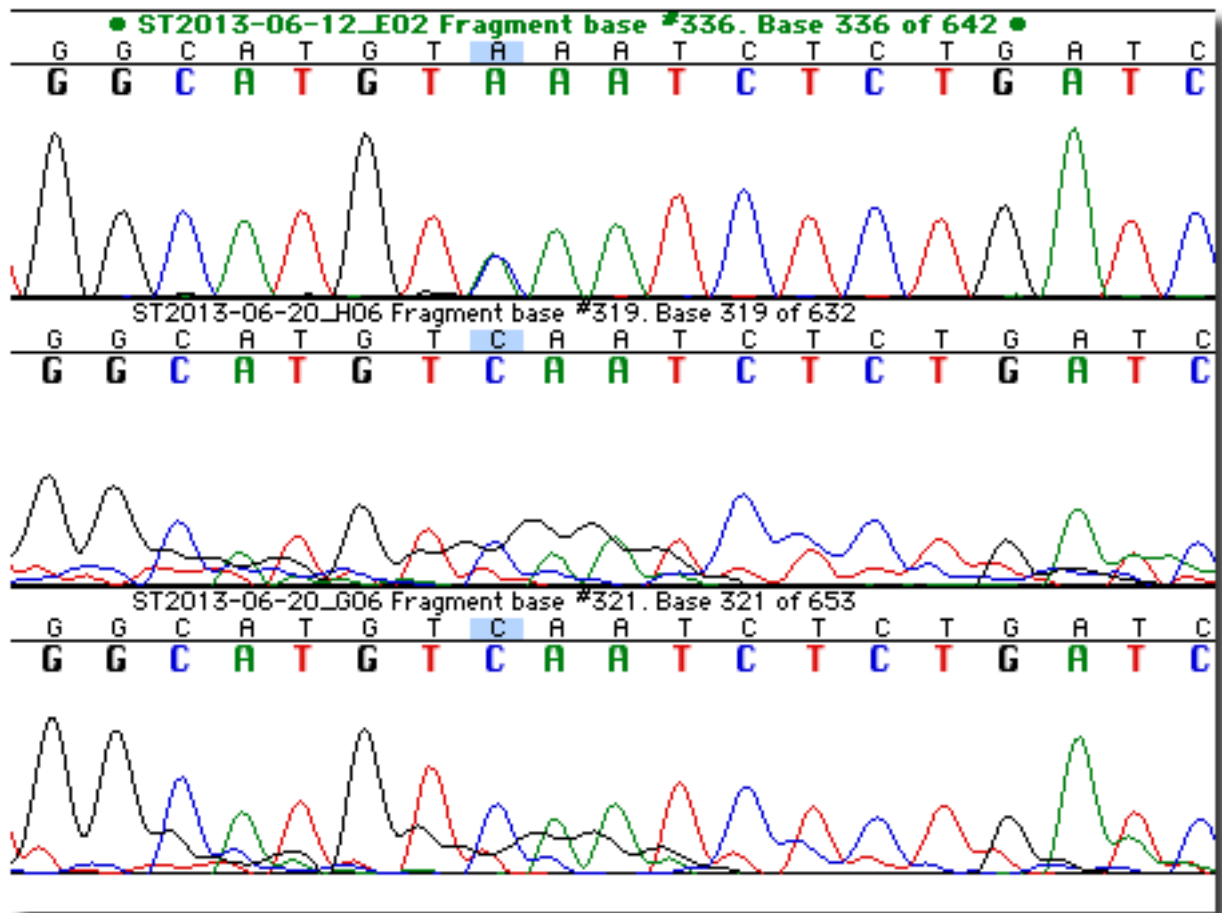 ● ST2013-06-12_E02 Fragment base #336. Base 336 of 642 ●
G G C A T G T A A A T C T C T G A T C
G G C A T G T A A A T C T C T G A T C
ST2013-06-20_H06 Fragment base #319. Base 319 of 632
G G C A T G T C A A T C T C T G A T C
G G C A T G T C A A T C T C T G A T C
ST2013-06-20_G06 Fragment base #321. Base 321 of 653
G G C A T G T C A A T C T C T G A T C
G G C A T G T C A A T C T C T G A T C